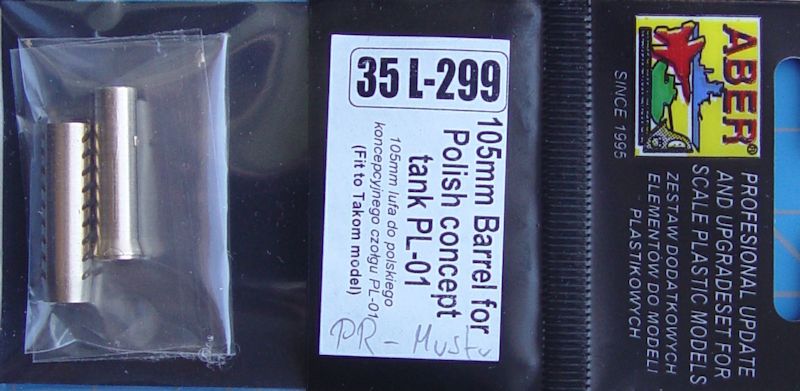 35 L-299
105mm Barrel for
Polish concept
tank PL-01
105mm lufa do polskiego
koncepcyjnego czołgu PL-01
(Fit to Takom model)
PR -
ABER®
SINCE 1995
PROFESIONAL UPDATE
AND UPGRADESET FOR
SCALE PLASTIC MODELS
ZESTAW DODATKOWYCH
ELEMENTÓW DO MODELI
PLASTIKOWYCH